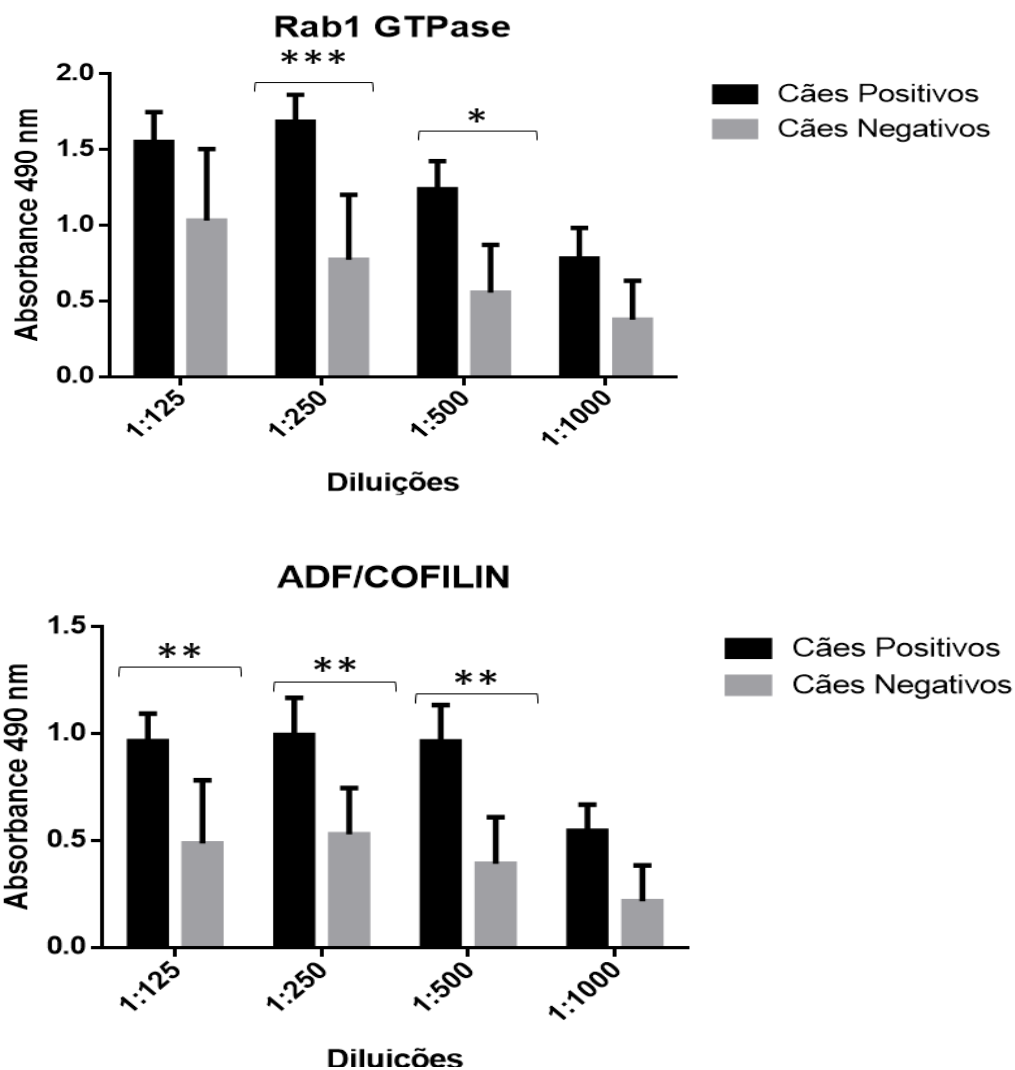 Rab1 GTPase
***
*
2.0
1.5
1.0
0.5
0.0
Absorbance 490 nm
1:125
1:250
1:500
1:1000
Diluições
Cães Positivos
Cães Negativos
ADF/COFILIN
**
**
**
1.5
1.0
0.5
0.0
Absorbance 490 nm
1:125
1:250
1:500
1:1000
Diluições
Cães Positivos
Cães Negativos